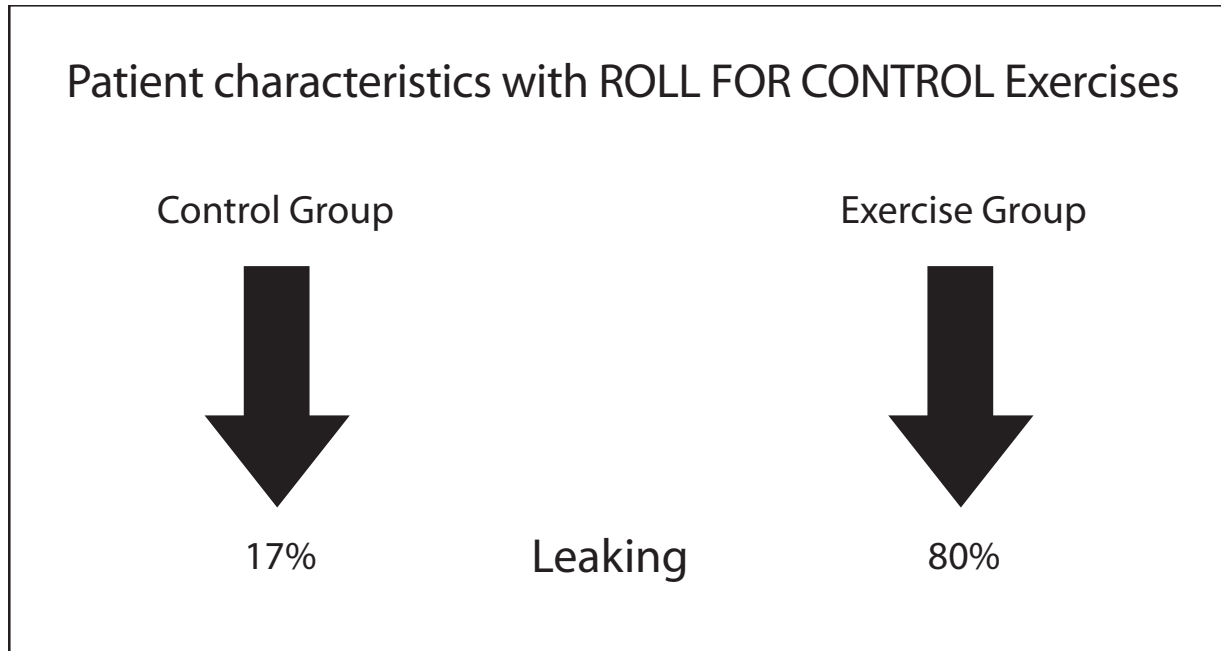 Patient characteristics with ROLL FOR CONTROL Exercises
Control Group
Exercise Group
17%
Leaking
80%